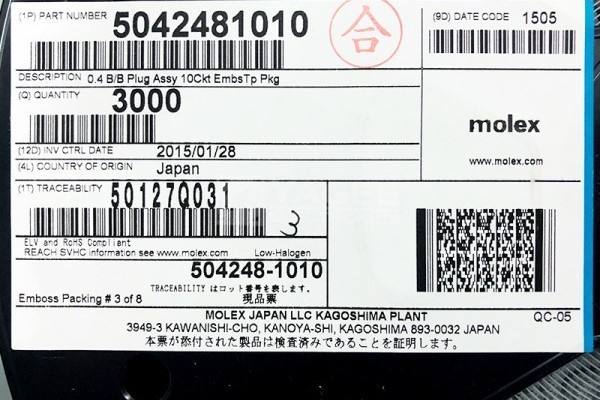 (1P) PART NUMBER 5042481010
合
(9D) DATE CODE 1505
DESCRIPTION 0.4 B/B Plug Assy 10Ckt EmbsTp Pkg
(Q) QUANTITY 3000
molex
www.molex.com
(12D) INV CTRL DATE 2015/01/28
(4L) COUNTRY OF ORIGIN Japan
(1T) TRACEABILITY 50127Q031
3
ELV and RoHS Compliant
REACH SVHC information see www.molex.com Low-Halogen
504248-1010
TRACEABILITY はロット番号を表します。
Emboss Packing # 3 of 8 現品票
MOLEX JAPAN LLC KAGOSHIMA PLANT QC-05
3949-3 KAWANISHI-CHO, KANOYA-SHI, KAGOSHIMA 893-0032 JAPAN
本票が添付された製品は検査済みであることを証明します。